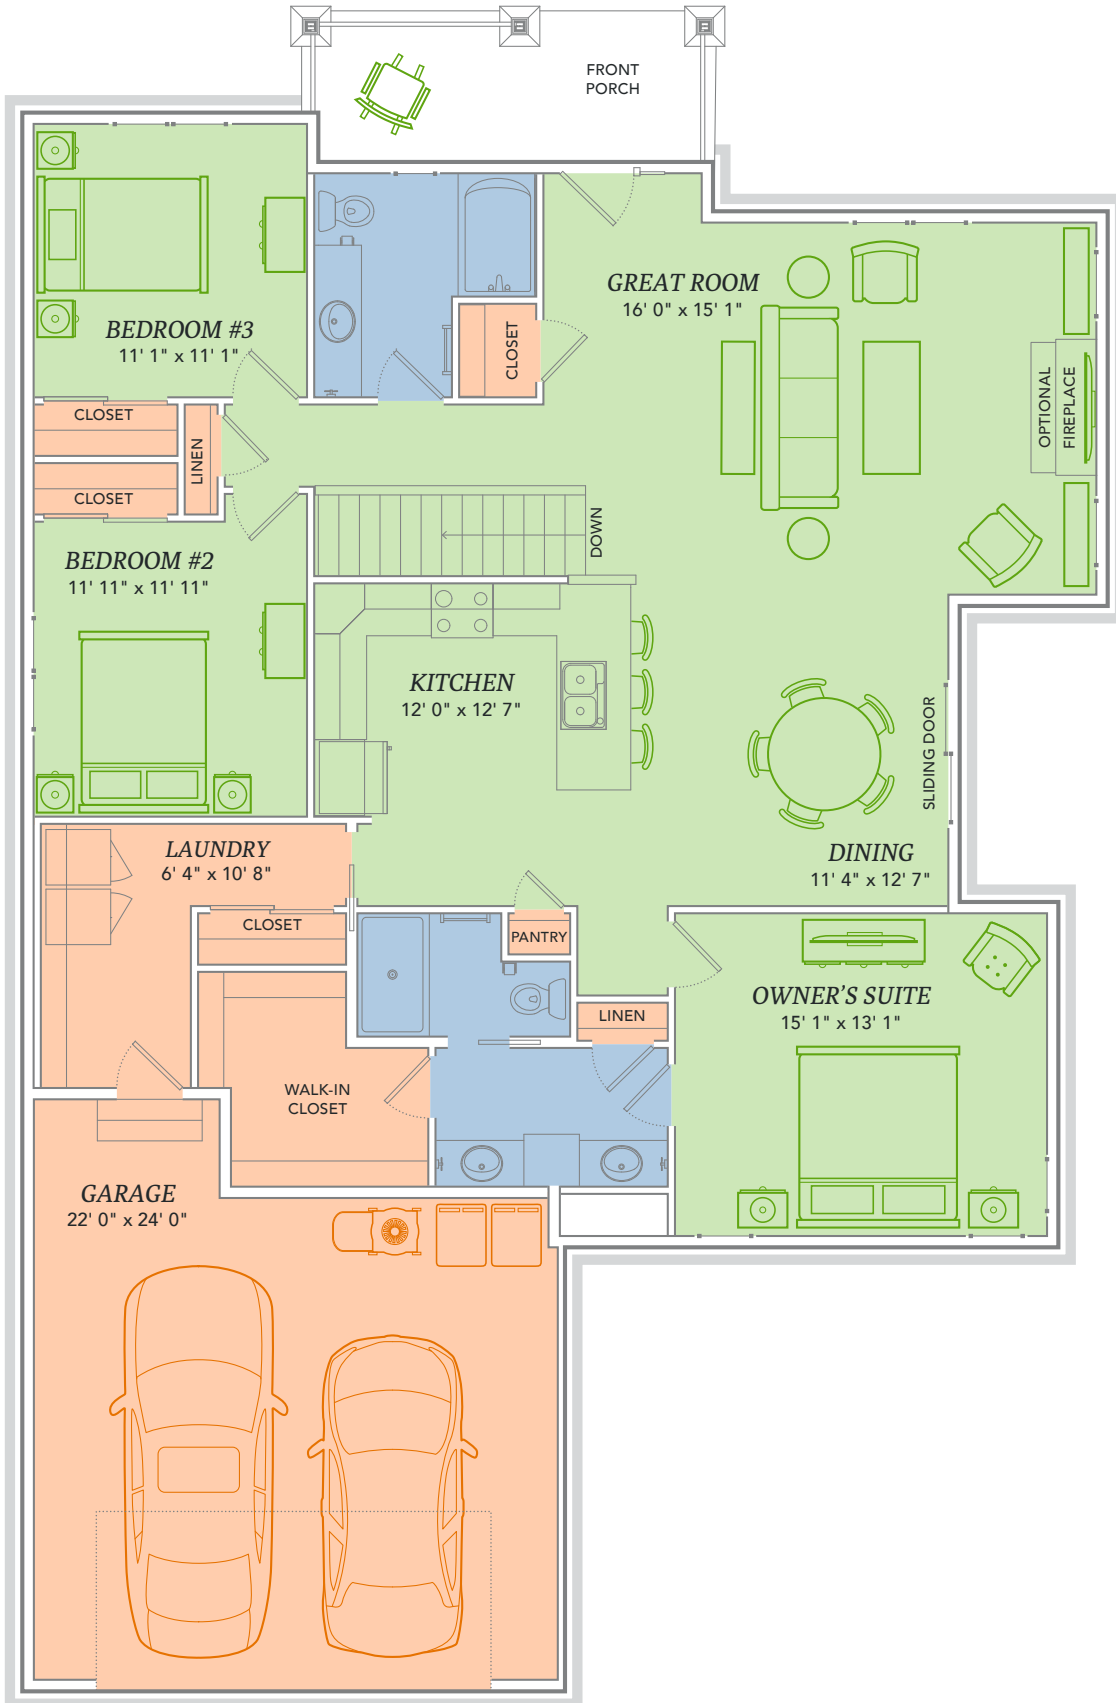 FRONT
PORCH
GREAT ROOM
16' 0" x 15' 1"
BEDROOM #3
11' 1" x 11' 1"
CLOSET
OPTIONAL
FIREPLACE
CLOSET
LINEN
CLOSET
DOWN
BEDROOM #2
11' 11" x 11' 11"
KITCHEN
12' 0" x 12' 7"
SLIDING DOOR
LAUNDRY
6' 4" x 10' 8"
DINING
11' 4" x 12' 7"
CLOSET
PANTRY
OWNER’S SUITE
15' 1" x 13' 1"
LINEN
WALK-IN
CLOSET
GARAGE
22' 0" x 24' 0"